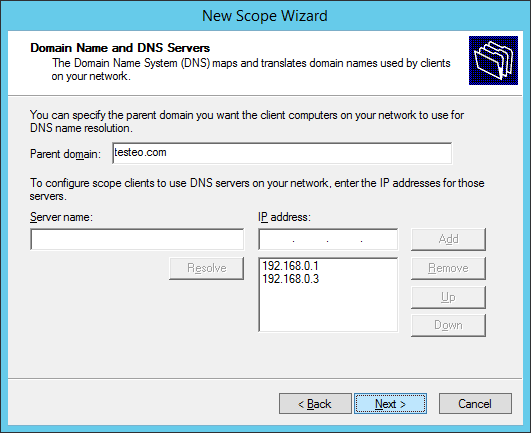 New Scope Wizard
Domain Name and DNS Servers
The Domain Name System (DNS) maps and translates domain names used by clients
on your network.
You can specify the parent domain you want the client computers on your network to use for
DNS name resolution.
Parent domain: testeo.com
To configure scope clients to use DNS servers on your network, enter the IP addresses for those
servers.
Server name: IP address:
. . . Add
Resolve 192.168.0.1 Remove
192.168.0.3
Up
Down
< Back Next > Cancel